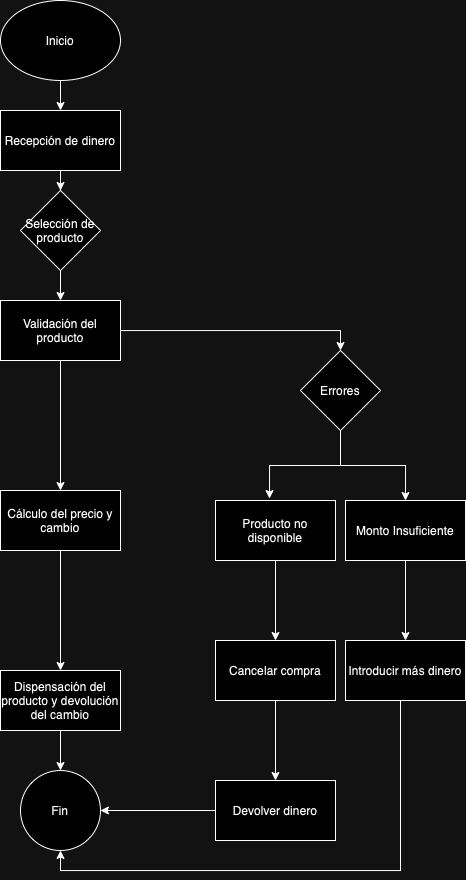 Inicio
Recepción de dinero
Selección de
producto
Validación del
producto
Errores
Cálculo del precio y
cambio
Producto no
disponible
Monto Insuficiente
Cancelar compra
Introducir más dinero
Dispensación del
producto y devolución
del cambio
Fin
Devolver dinero